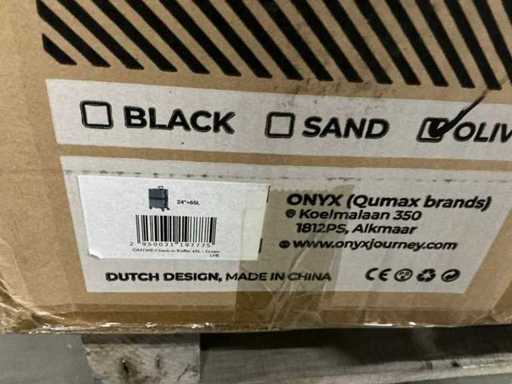 BLACK
SAND
OLIV
24"+65L
ONYX (Qumax brands)
Koelmalaan 350
1812PS, Alkmaar
www.onyxjourney.com
DUTCH DESIGN, MADE IN CHINA
CE